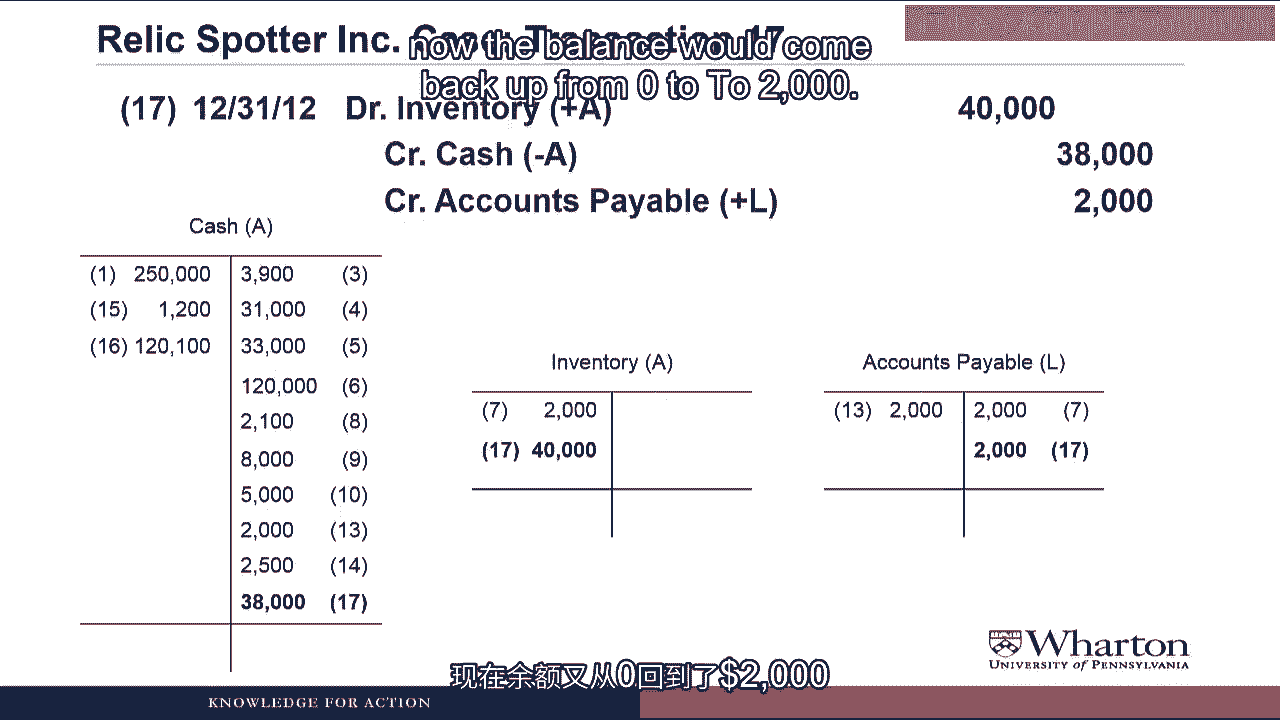 Relic Spotter Inc. Case: Transaction 17
now the balance would come
back up from 0 to To 2,000.
(17) 12/31/12 Dr. Inventory (+A) 40,000
Cr. Cash (-A) 38,000
Cr. Accounts Payable (+L) 2,000
Cash (A)
(1) 250,000 3,900 (3)
(15) 1,200 31,000 (4)
(16) 120,100 33,000 (5)
120,000 (6)
2,100 (8)
8,000 (9)
5,000 (10)
2,000 (13)
2,500 (14)
38,000 (17)
Inventory (A)
(7) 2,000
(17) 40,000
Accounts Payable (L)
(13) 2,000 2,000 (7)
2,000 (17)
Wharton
UNIVERSITY of PENNSYLVANIA
现在余额又从0回到了$2,000
KNOWLEDGE FOR ACTION